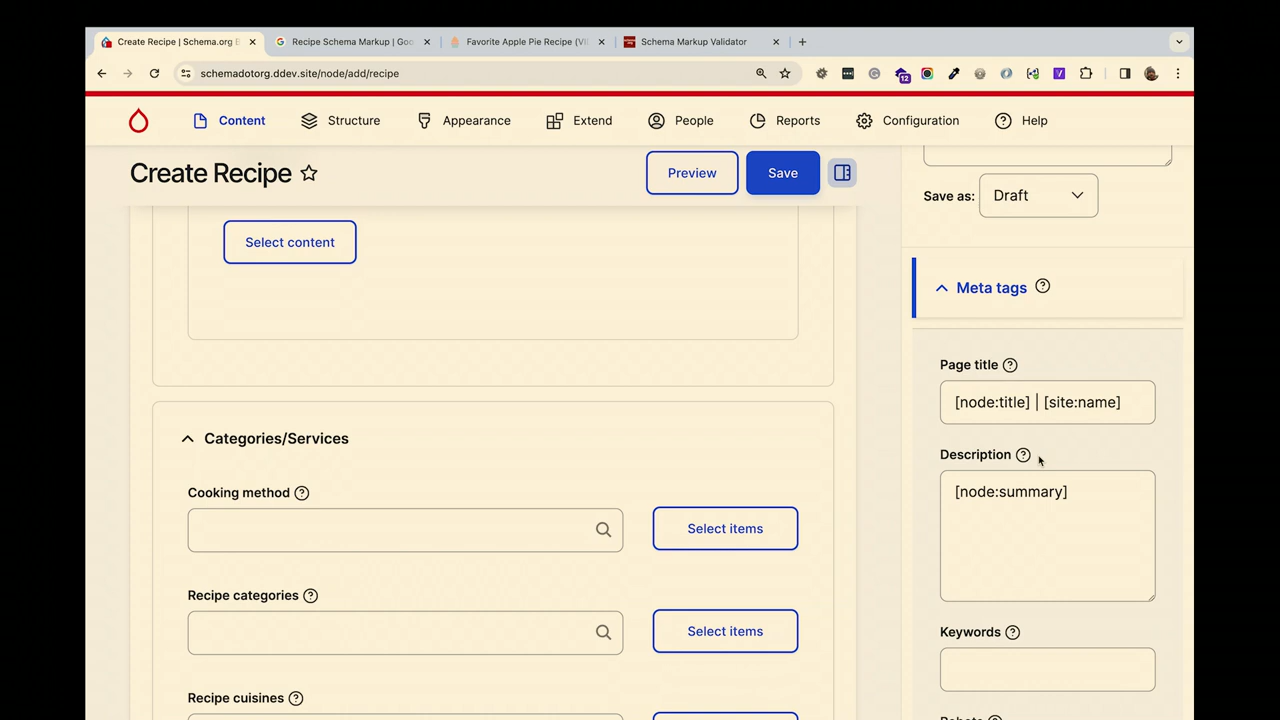 Create Recipe | Schema.org E
Recipe Schema Markup | Goo
Favorite Apple Pie Recipe (VI
Schema Markup Validator
schemadotorg.ddev.site/node/add/recipe
12
Content
Structure
Appearance
Extend
People
Reports
Configuration
Help
Create Recipe
Preview
Save
Save as:
Draft
Select content
Meta tags
Page title
[node:title] | [site:name]
Description
[node:summary]
Categories/Services
Cooking method
Select items
Recipe categories
Select items
Keywords
Recipe cuisines